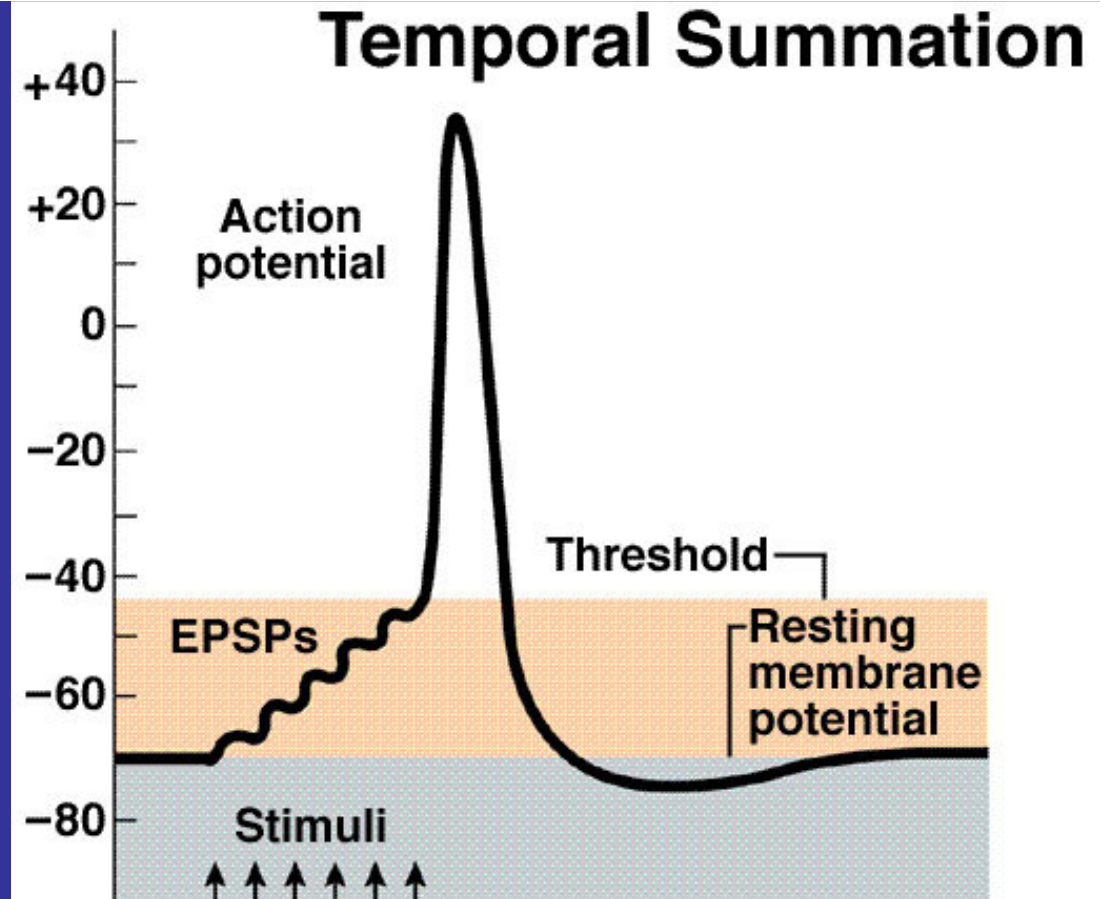 Temporal Summation
+40
+20
Action
potential
0
−20
Threshold
−40
EPSPs
Resting
membrane
potential
−60
−80
Stimuli